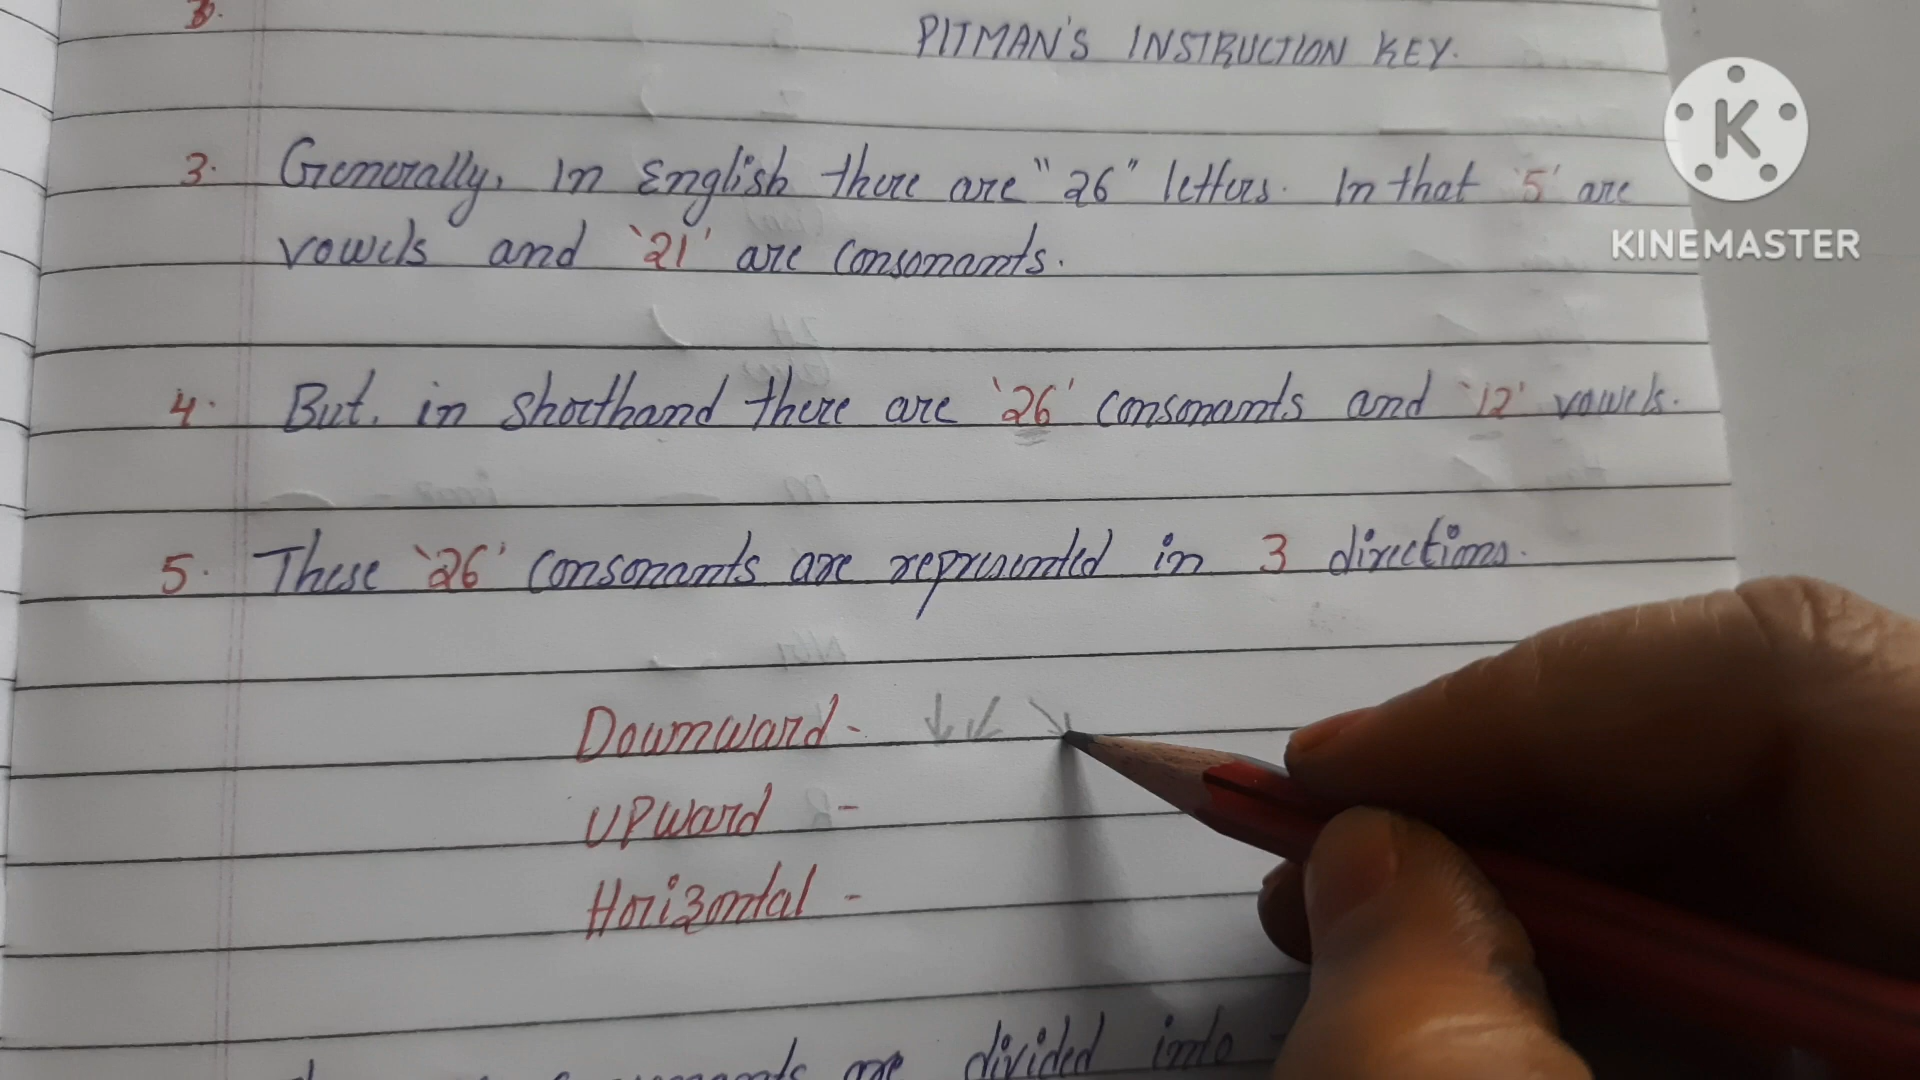 PITMAN'S INSTRUCTION KEY.
3. Generally, In English there are "26" letters. In that '5' are
vowels and '21' are consonants.
4. But, in shorthand there are '26' consonants and '12' vowels.
5. These '26' consonants are represented in 3 directions.
Downward - ↓ ↙ ↘
UPWard -
Horizontal -
are divided into -
K
KINEMASTER